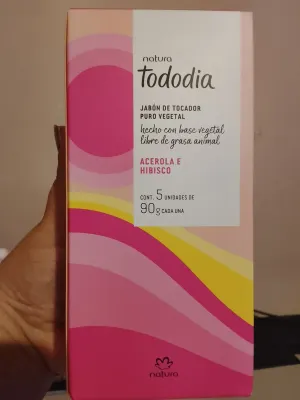 natura
tododia
JABÓN DE TOCADOR
PURO VEGETAL
hecho con base vegetal
libre de grasa animal
ACEROLA E
HIBISCO
CONT. 5 UNIDADES DE
90g CADA UNA
natura